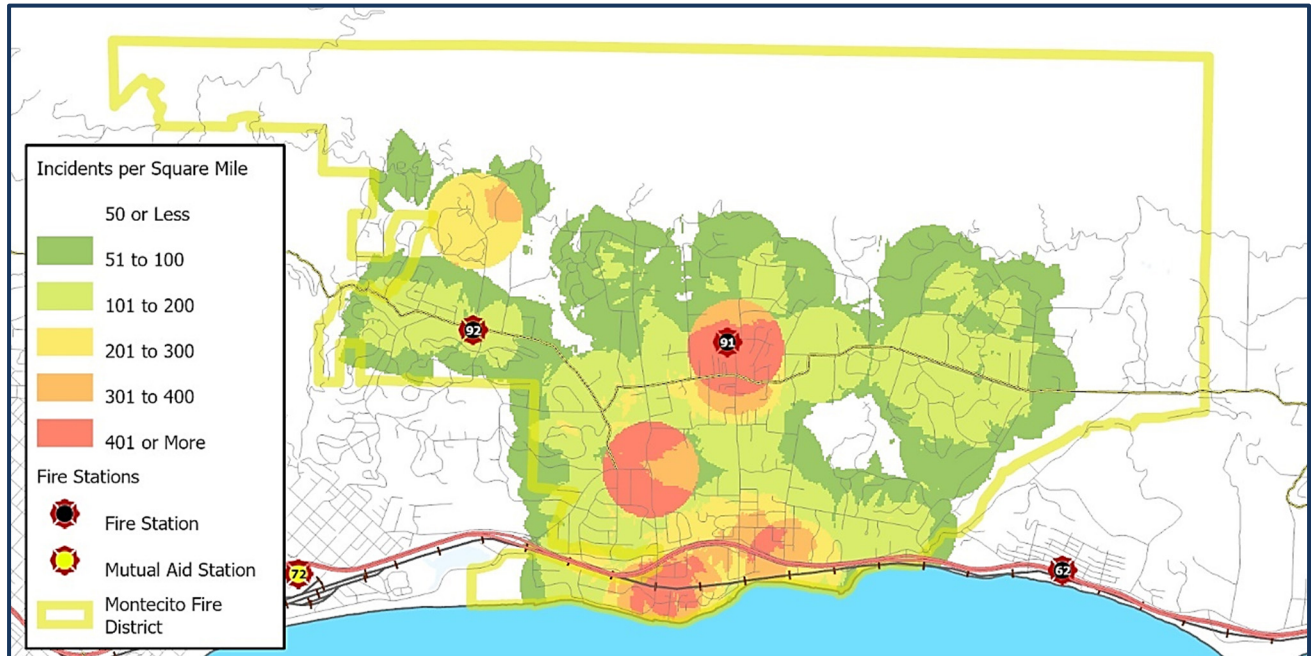 Incidents per Square Mile
50 or Less
51 to 100
101 to 200
201 to 300
301 to 400
401 or More
Fire Stations
Fire Station
72
Mutual Aid Station
Montecito Fire
District
92
91
62